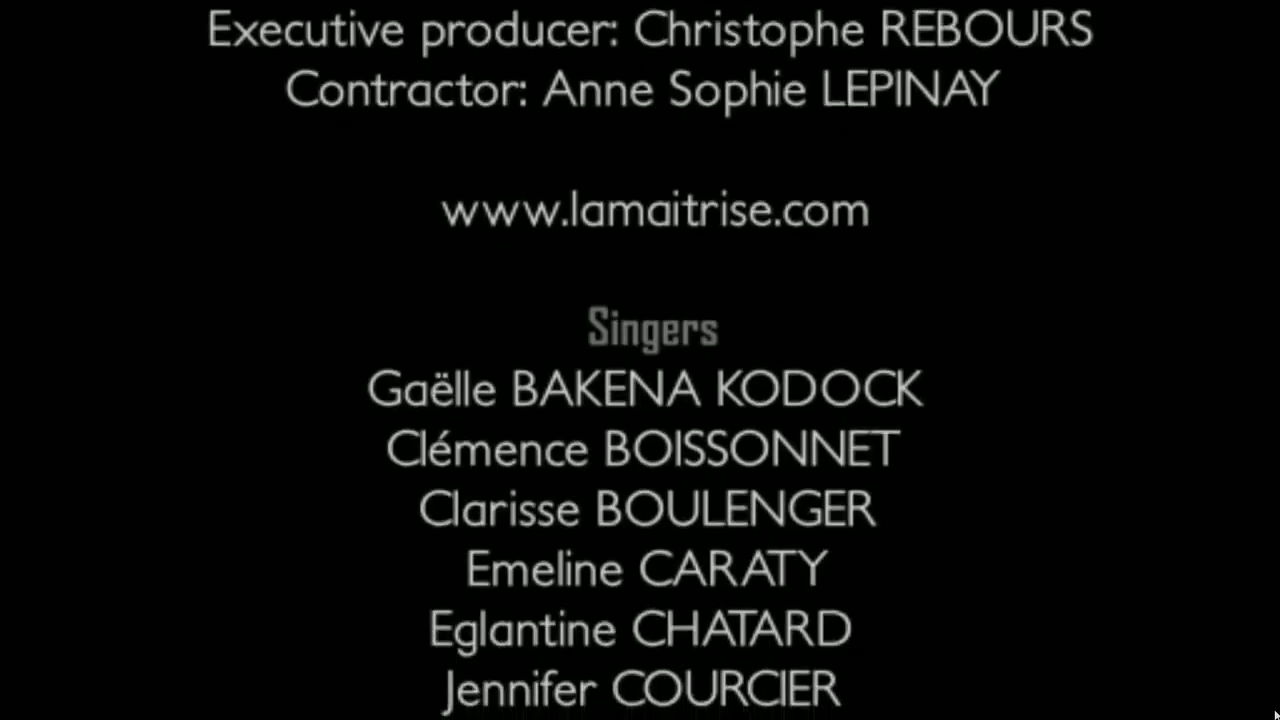 Executive producer: Christophe REBOURS
Contractor: Anne Sophie LEPINAY
www.lamaitrise.com
Singers
Gaëlle BAKENA KODOCK
Clémence BOISSONNET
Clarisse BOULENGER
Emeline CARATY
Eglantine CHATARD
Jennifer COURCIER